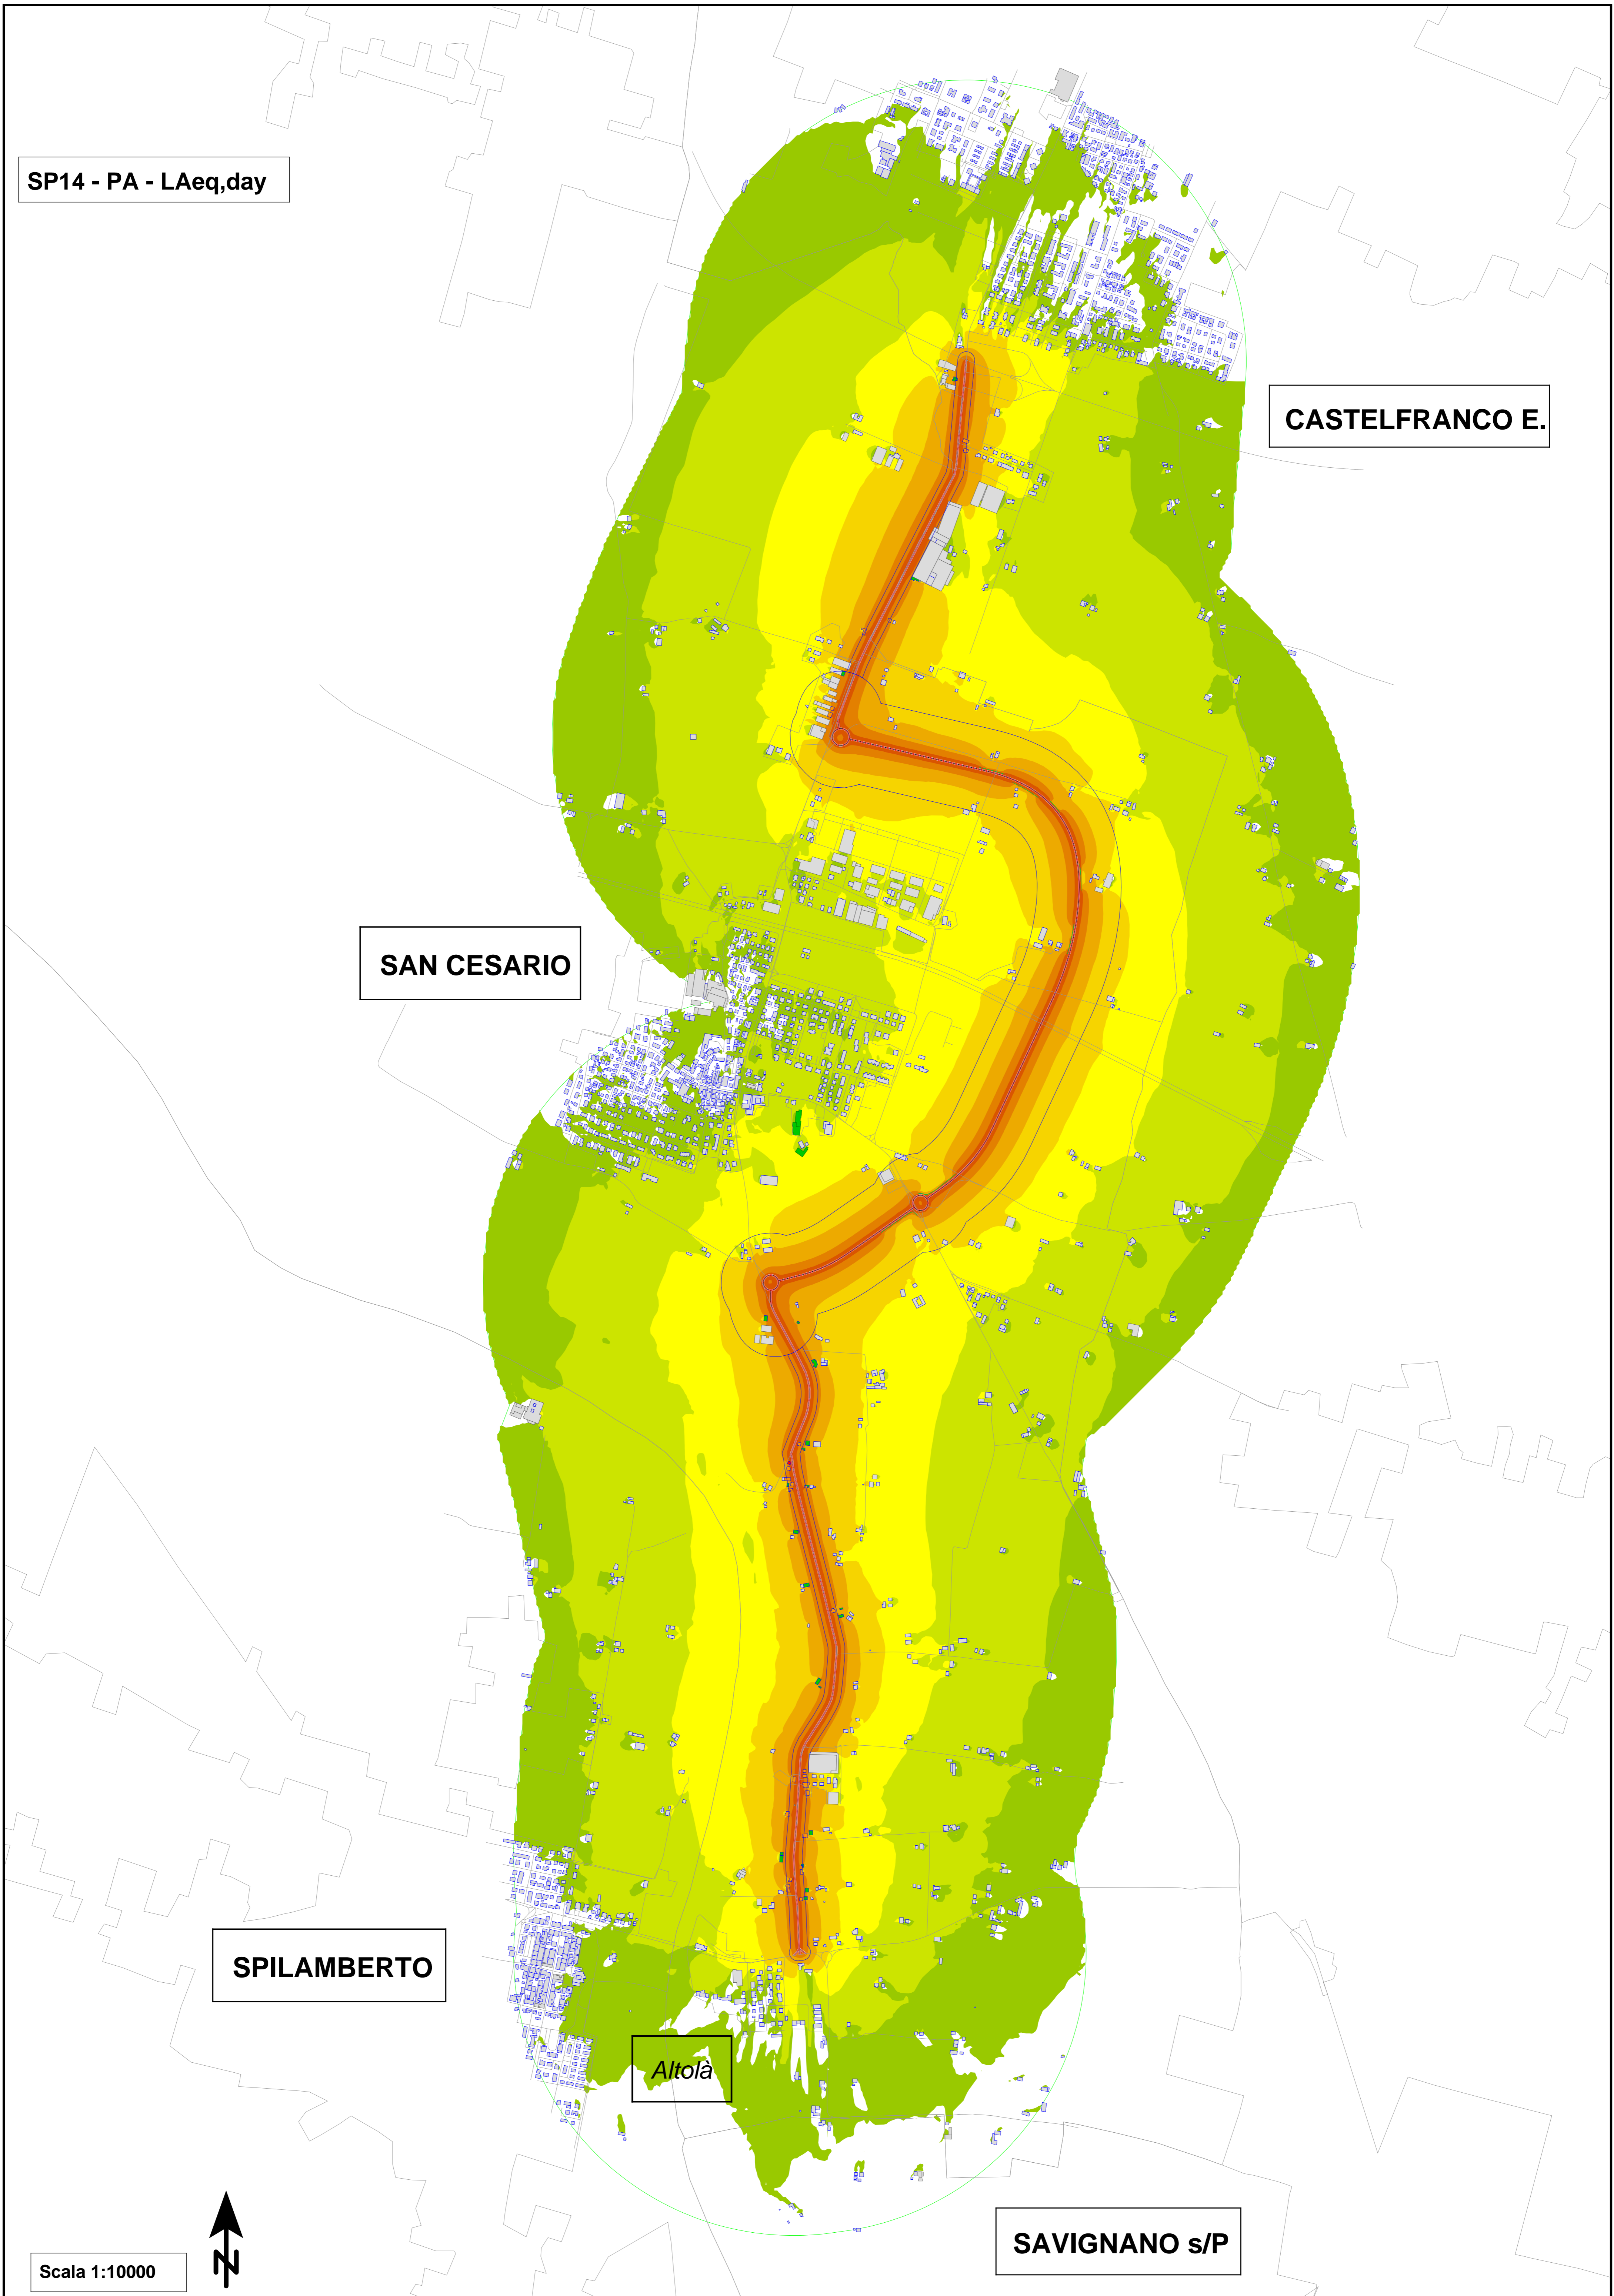 SP14 - PA - LAeq,day
CASTELFRANCO E.
SAN CESARIO
SPILAMBERTO
Altolà
SAVIGNANO s/P
Scala 1:10000
N